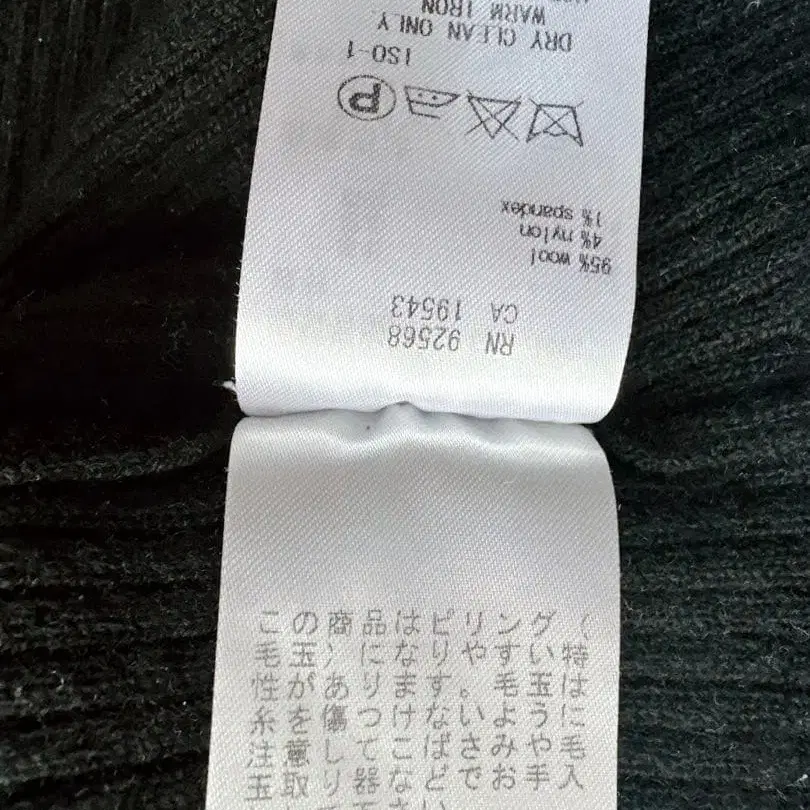 RN 92568
CA 19543
95% wool
4% nylon
1% spandex
P
ISO-1
DRY CLEAN ONLY
WARM IRON
この商品はピリング（
毛玉）になりやすい特
性があります。毛玉は
糸を傷つけないように
注意してこばさみや毛
玉取り器などでお手入